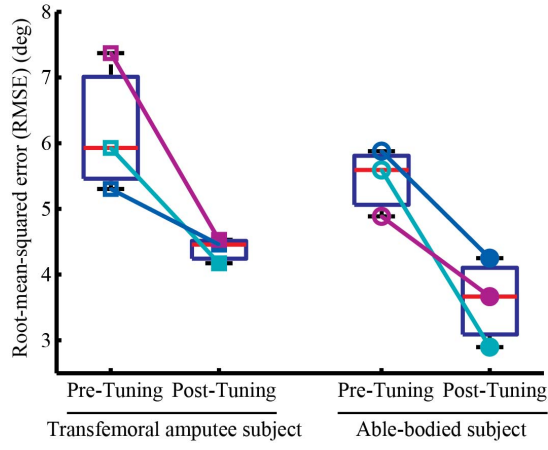 Root-mean-squared error (RMSE) (deg)
8
7
6
5
4
3
Pre-Tuning Post-Tuning
Pre-Tuning Post-Tuning
Transfemoral amputee subject
Able-bodied subject